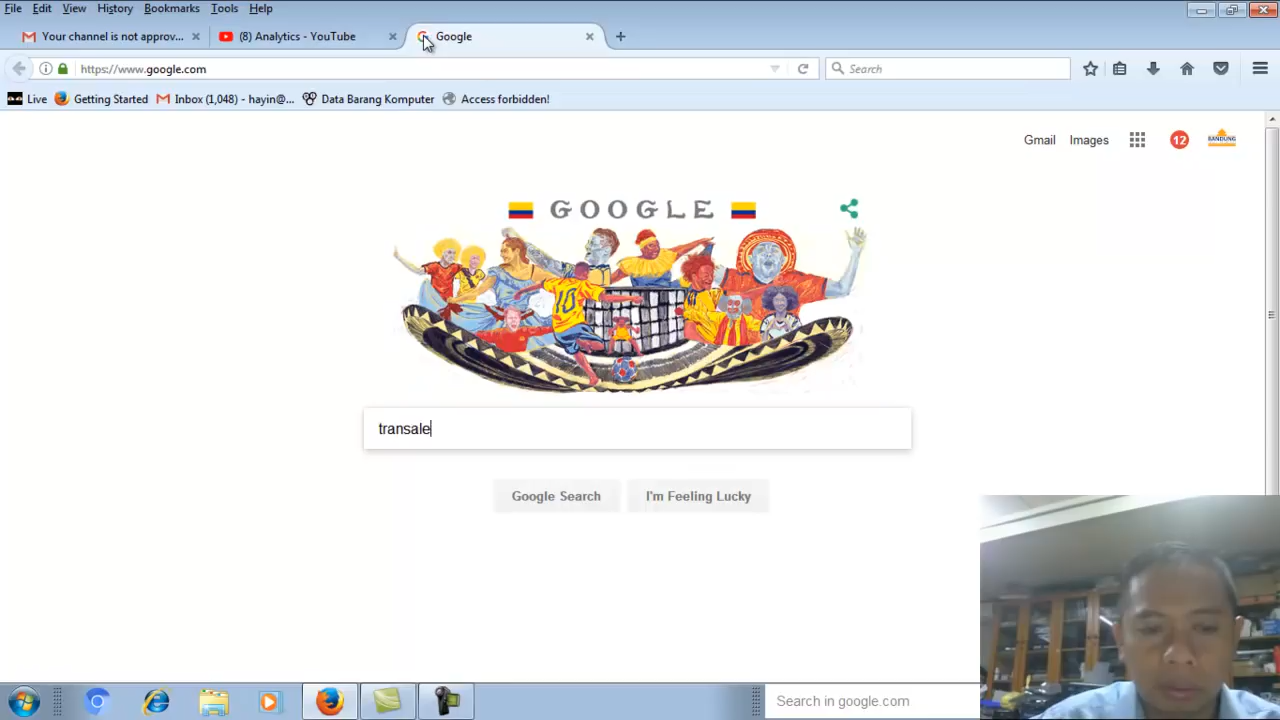 File Edit View History Bookmarks Tools Help
Your channel is not approv...
(8) Analytics - YouTube
Google
https://www.google.com
Search
Live
Getting Started
Inbox (1,048) - hayin@...
Data Barang Komputer
Access forbidden!
Gmail Images
12
BANDUNG
GOOGLE
10
transale
Google Search
I'm Feeling Lucky
Search in google.com